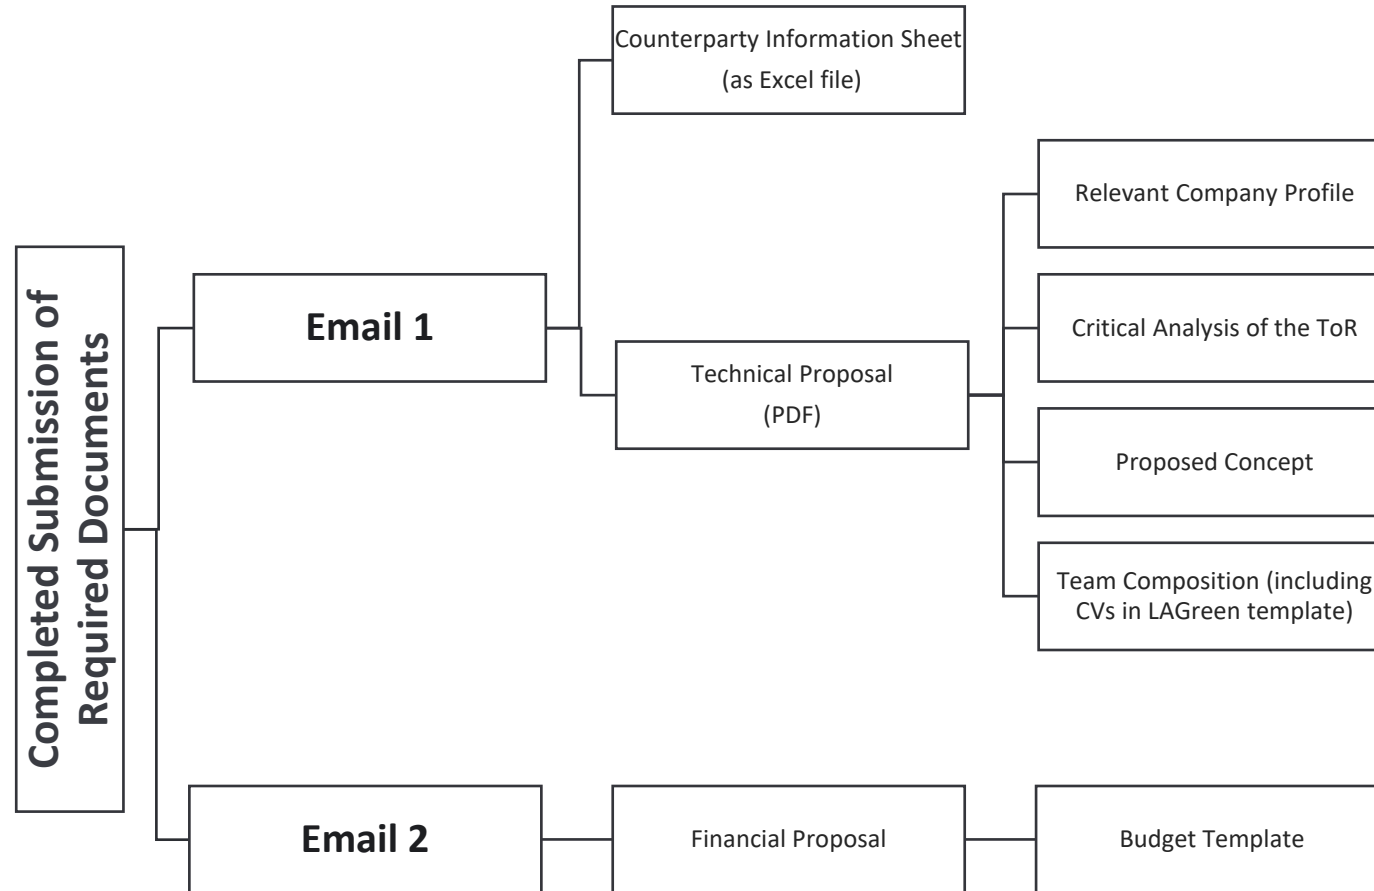 Completed Submission of
Required Documents
Email 1
Counterparty Information Sheet
(as Excel file)
Technical Proposal
(PDF)
Relevant Company Profile
Critical Analysis of the ToR
Proposed Concept
Team Composition (including
CVs in LAGreen template)
Email 2
Financial Proposal
Budget Template